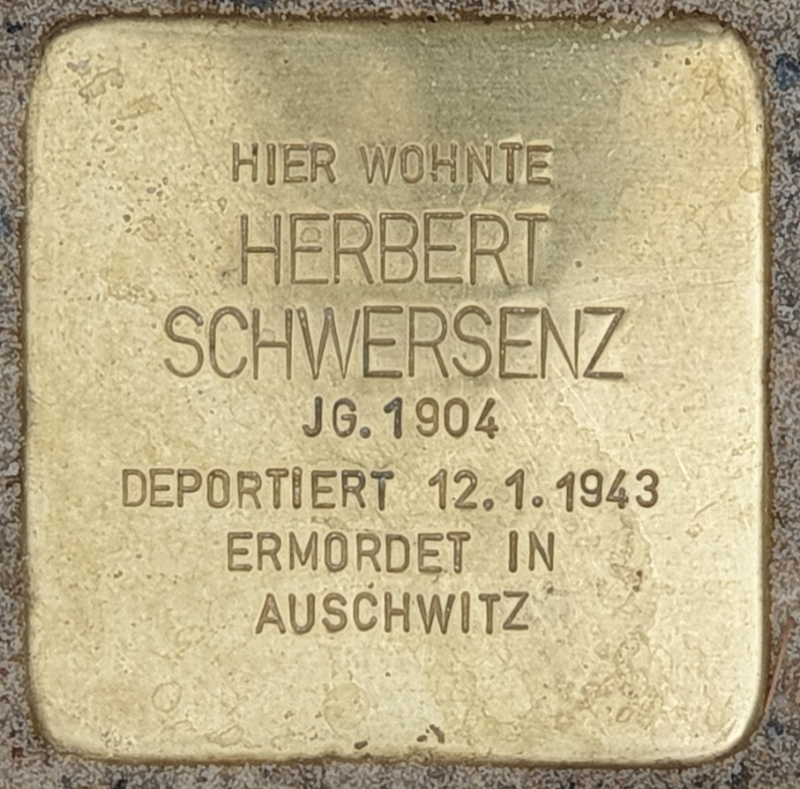 HIER WOHNTE
HERBERT
SCHWERSENZ
JG. 1904
DEPORTIERT 12.1.1943
ERMORDET IN
AUSCHWITZ